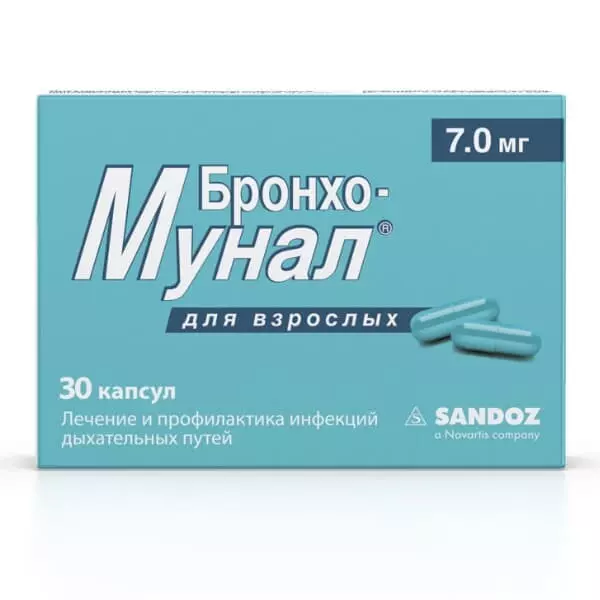 7.0 мг
Бронхо-
Мунал®
для взрослых
30 капсул
Лечение и профилактика инфекций
дыхательных путей
S SANDOZ
a Novartis company